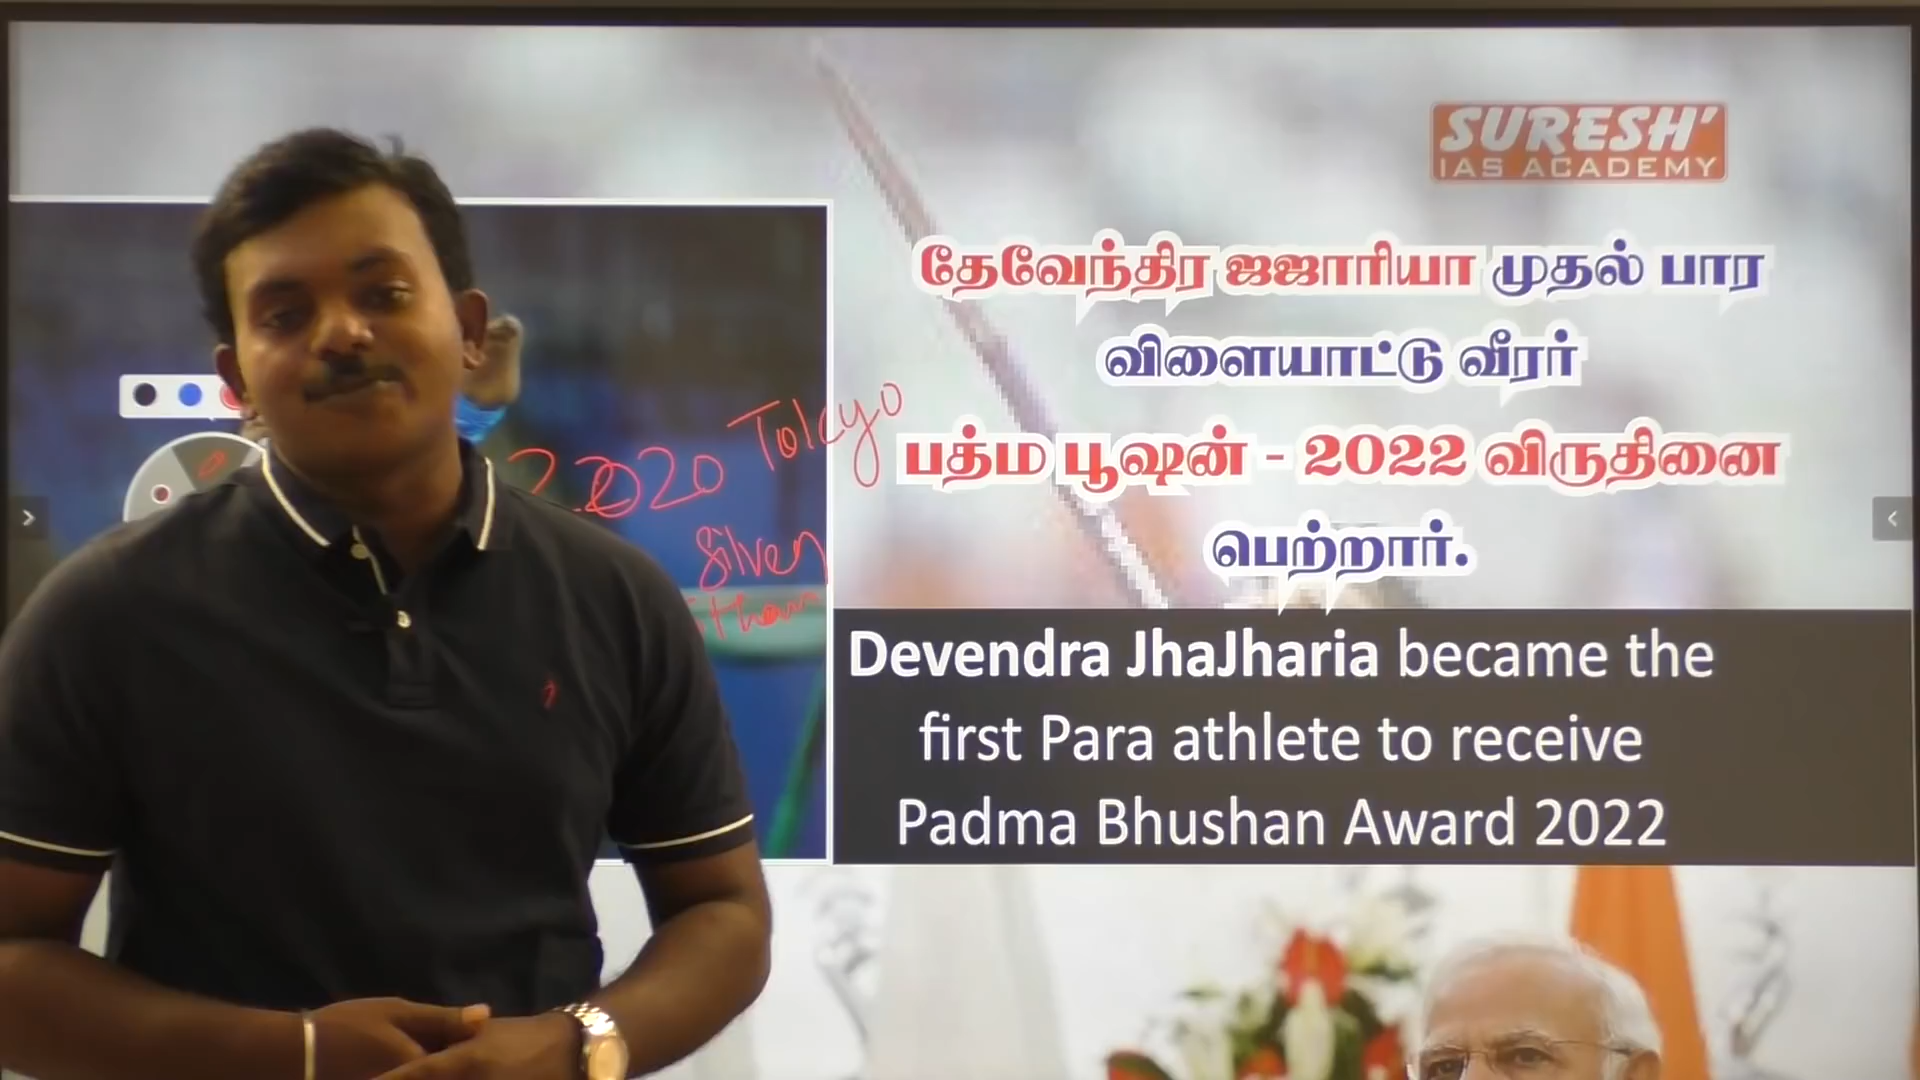 SURESH'
IAS ACADEMY
தேவேந்திர ஜஜாரியா முதல் பார
விளையாட்டு வீரர்
பத்ம பூஷன் - 2022 விருதினை
பெற்றார்.
2020 Tokyo
Silver
Devendra JhaJharia became the
first Para athlete to receive
Padma Bhushan Award 2022